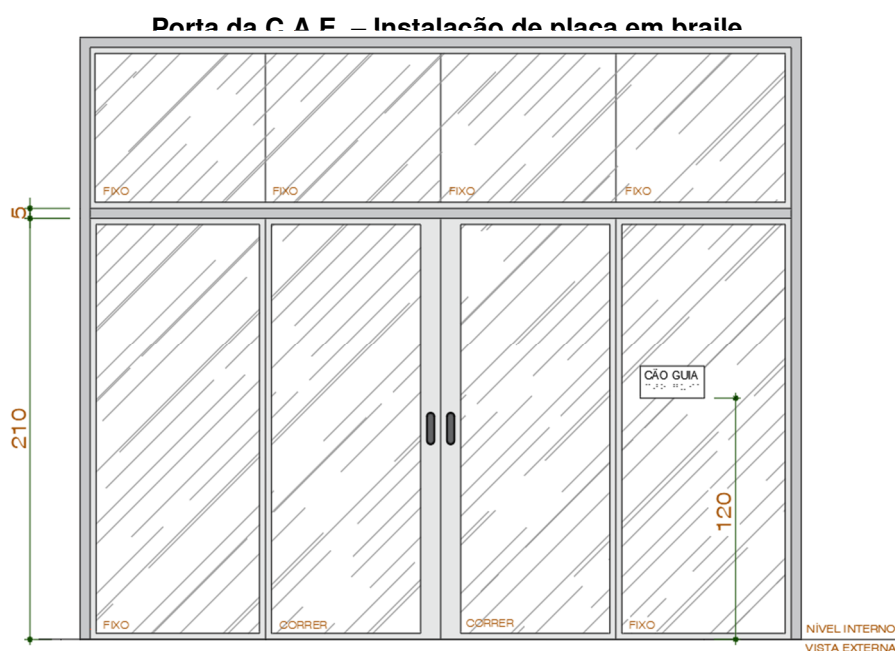 Porta da C.A.E. – Instalação de placa em braile
FIXO
FIXO
FIXO
FIXO
5
210
CÃO GUIA
120
FIXO
CORRER
CORRER
FIXO
NÍVEL INTERNO
VISTA EXTERNA